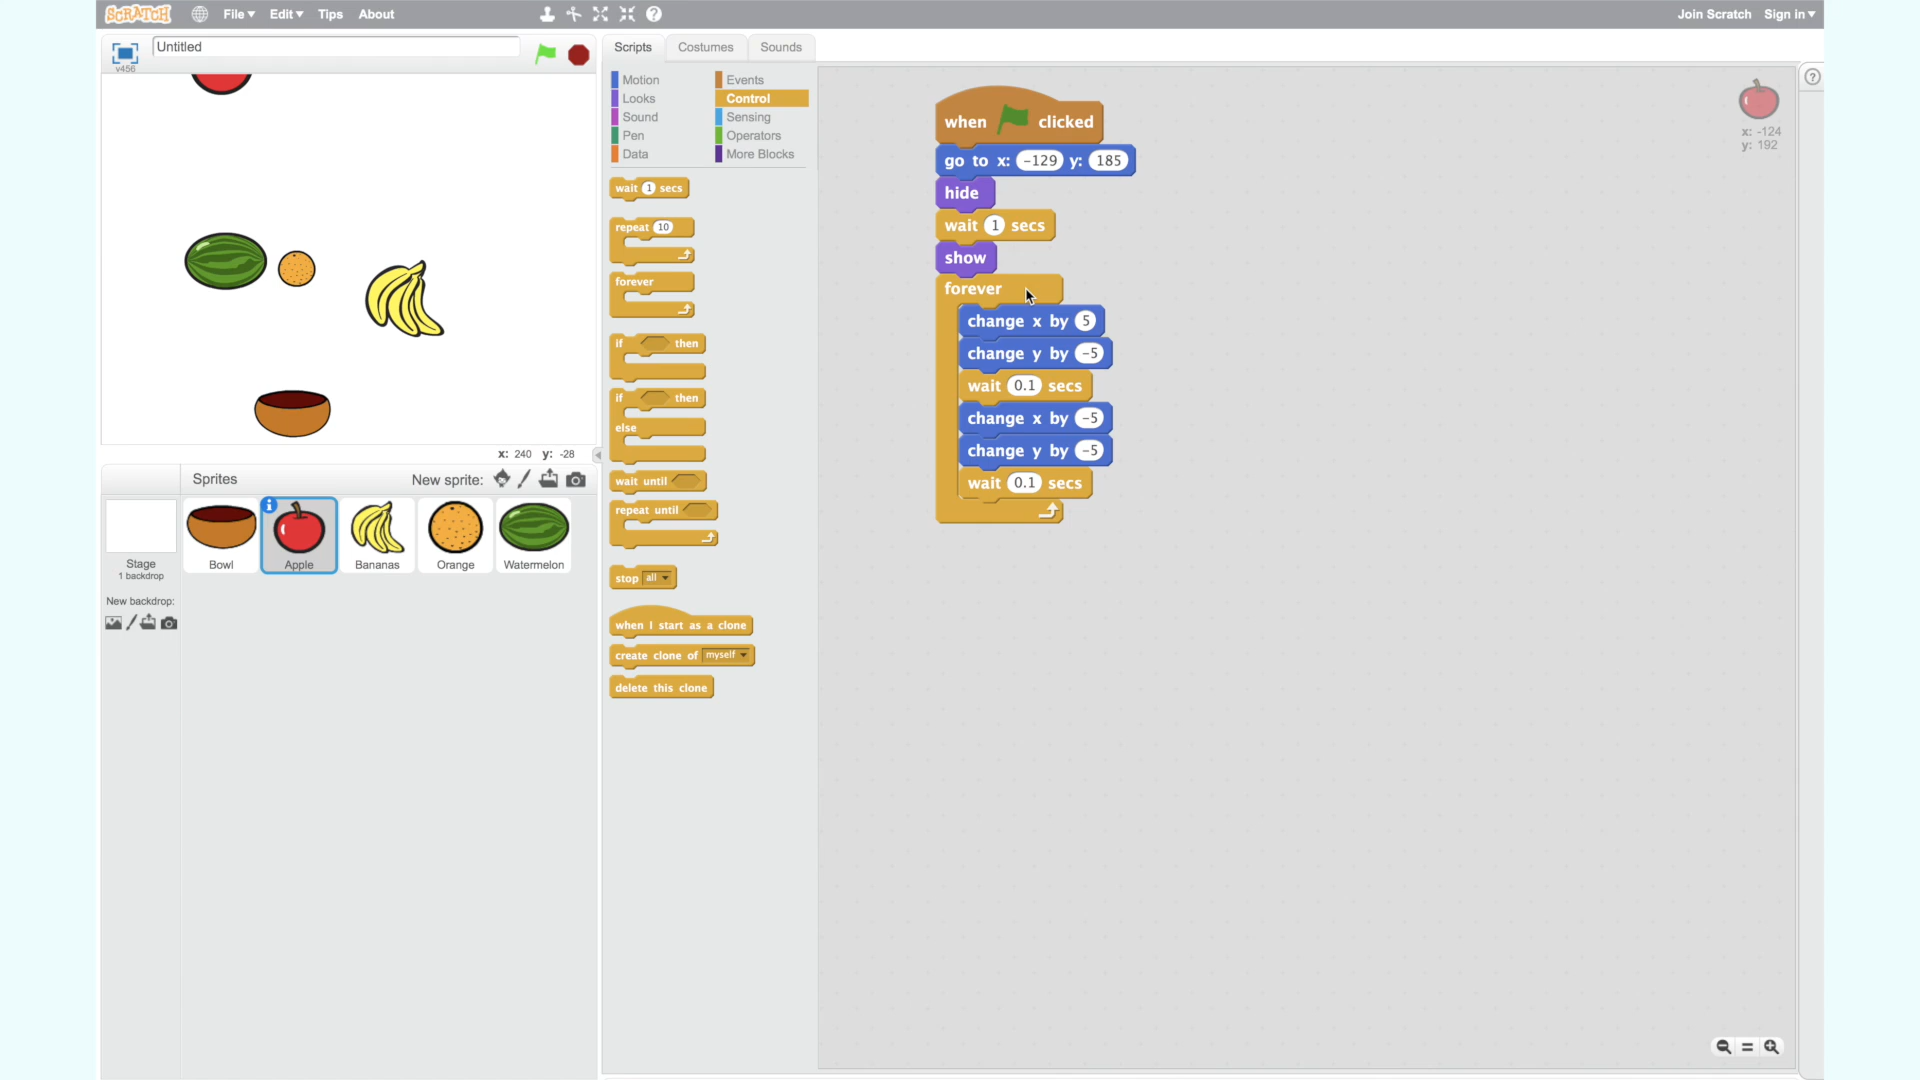 SCRATCH File Edit Tips About Join Scratch Sign in
v456
Untitled
x: 240 y: -28
Sprites New sprite:
Stage
1 backdrop
New backdrop:
Bowl Apple Bananas Orange Watermelon
Scripts Costumes Sounds
Motion Events
Looks Control
Sound Sensing
Pen Operators
Data More Blocks
wait 1 secs
repeat 10
forever
if then
if then
else
wait until
repeat until
stop all
when I start as a clone
create clone of myself
delete this clone
when clicked
go to x: -129 y: 185
hide
wait 1 secs
show
forever
change x by 5
change y by -5
wait 0.1 secs
change x by -5
change y by -5
wait 0.1 secs
x: -124
y: 192